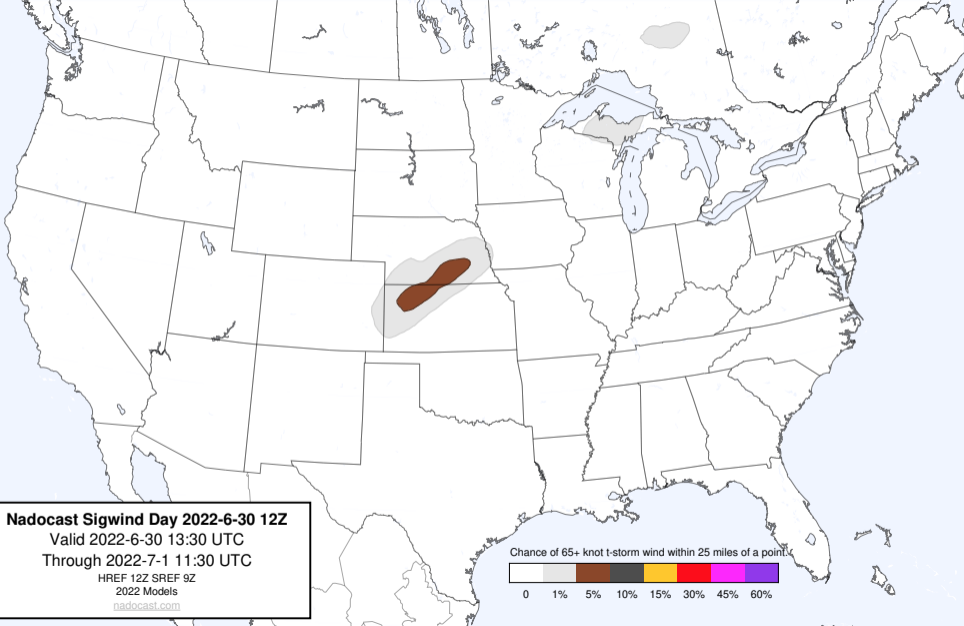 Nadocast Sigwind Day 2022-6-30 12Z
Valid 2022-6-30 13:30 UTC
Through 2022-7-1 11:30 UTC
HREF 12Z SREF 9Z
2022 Models
nadocast.com
Chance of 65+ knot t-storm wind within 25 miles of a point.
0 1% 5% 10% 15% 30% 45% 60%